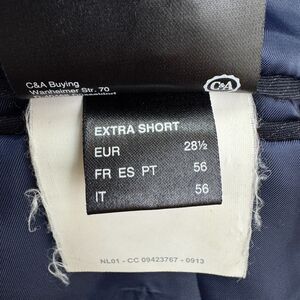 C&A Buying
Wanheimer Str. 70
C&A
EXTRA SHORT
EUR 28½
FR ES PT 56
IT 56
NL01 - CC 09423767 - 0913